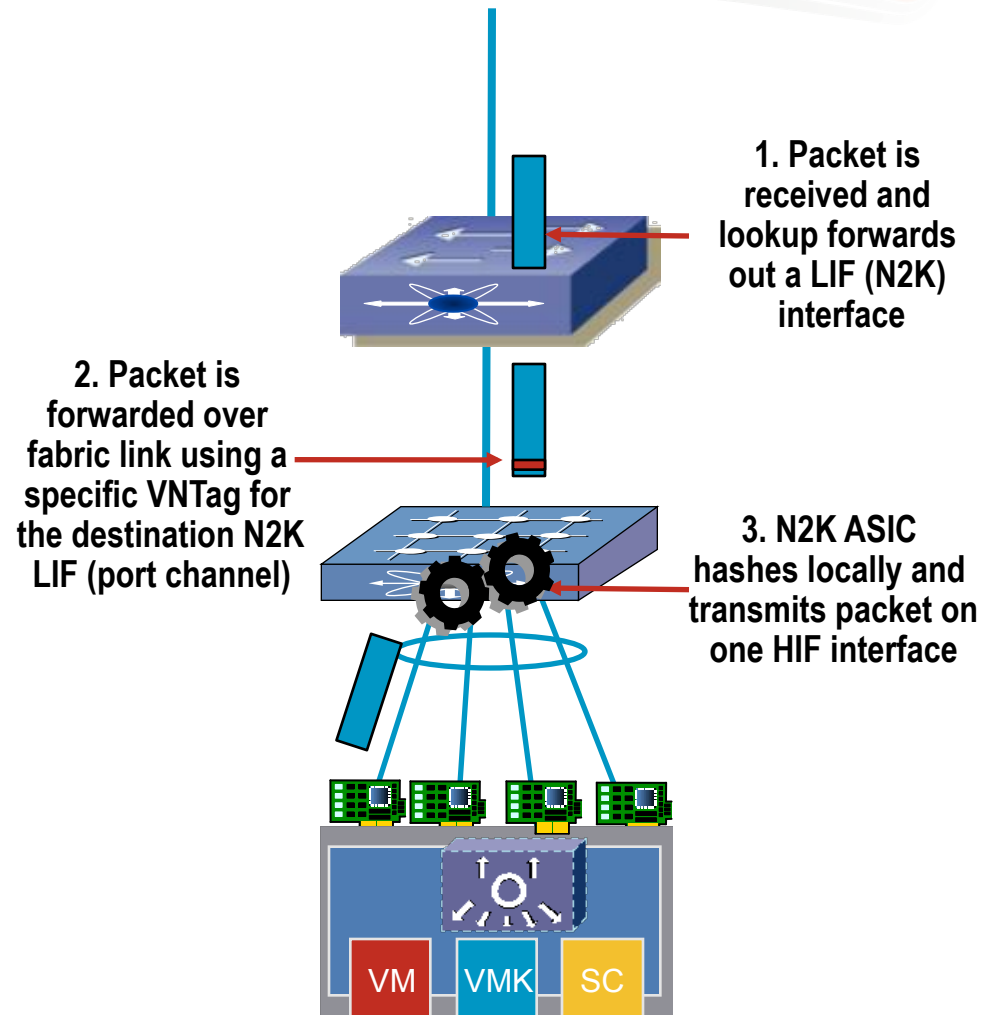 1. Packet is
received and
lookup forwards
out a LIF (N2K)
interface
2. Packet is
forwarded over
fabric link using a
specific VNTag for
the destination N2K
LIF (port channel)
3. N2K ASIC
hashes locally and
transmits packet on
one HIF interface
VM
VMK
SC